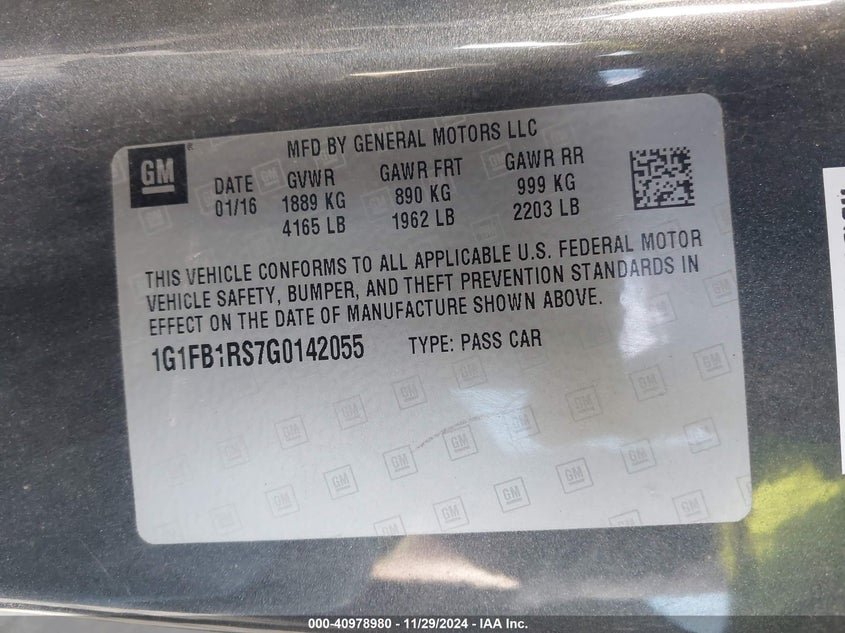 GM
MFD BY GENERAL MOTORS LLC
DATE GVWR GAWR FRT GAWR RR
01/16 1889 KG 890 KG 999 KG
4165 LB 1962 LB 2203 LB
THIS VEHICLE CONFORMS TO ALL APPLICABLE U.S. FEDERAL MOTOR
VEHICLE SAFETY, BUMPER, AND THEFT PREVENTION STANDARDS IN
EFFECT ON THE DATE OF MANUFACTURE SHOWN ABOVE.
1G1FB1RS7G0142055 TYPE: PASS CAR
000-40978980 - 11/29/2024 - IAA Inc.